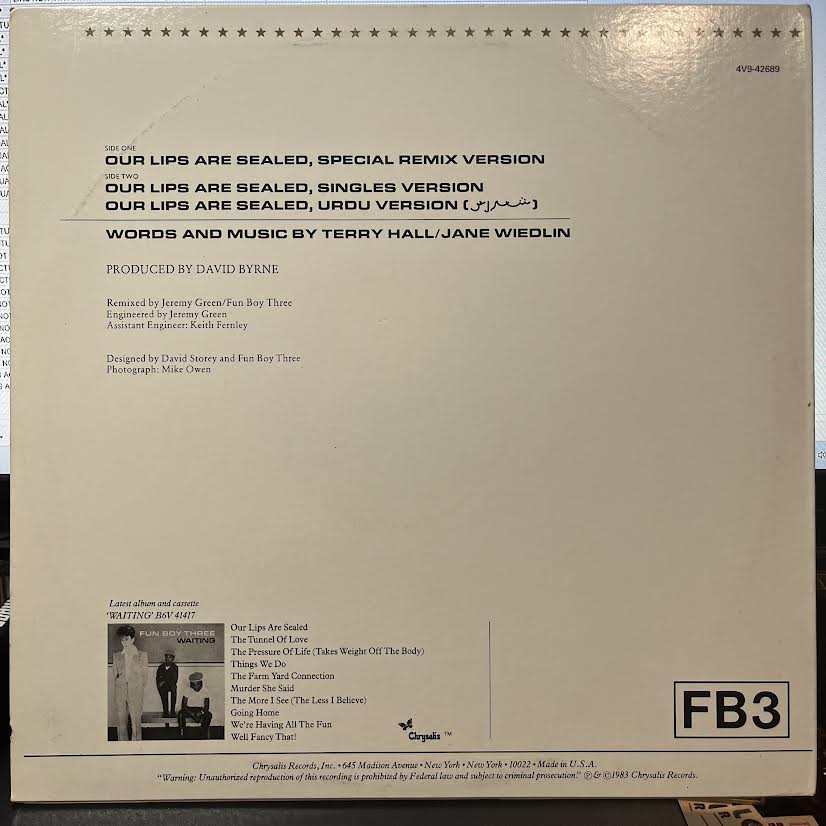 4V9-42689
SIDE ONE
OUR LIPS ARE SEALED, SPECIAL REMIX VERSION
SIDE TWO
OUR LIPS ARE SEALED, SINGLES VERSION
OUR LIPS ARE SEALED, URDU VERSION ( )
WORDS AND MUSIC BY TERRY HALL/JANE WIEDLIN
PRODUCED BY DAVID BYRNE
Remixed by Jeremy Green/Fun Boy Three
Engineered by Jeremy Green
Assistant Engineer: Keith Fernley
Designed by David Storey and Fun Boy Three
Photograph: Mike Owen
Latest album and cassette
'WAITING' B6V 41417
FUN BOY THREE
WAITING
Our Lips Are Sealed
The Tunnel Of Love
The Pressure Of Life (Takes Weight Off The Body)
Things We Do
The Farm Yard Connection
Murder She Said
The More I See (The Less I Believe)
Going Home
We're Having All The Fun
Well Fancy That!
Chrysalis TM
FB3
Chrysalis Records, Inc. • 645 Madison Avenue • New York • New York • 10022 • Made in U.S.A.
"Warning: Unauthorized reproduction of this recording is prohibited by Federal law and subject to criminal prosecution." ℗ & ©1983 Chrysalis Records.